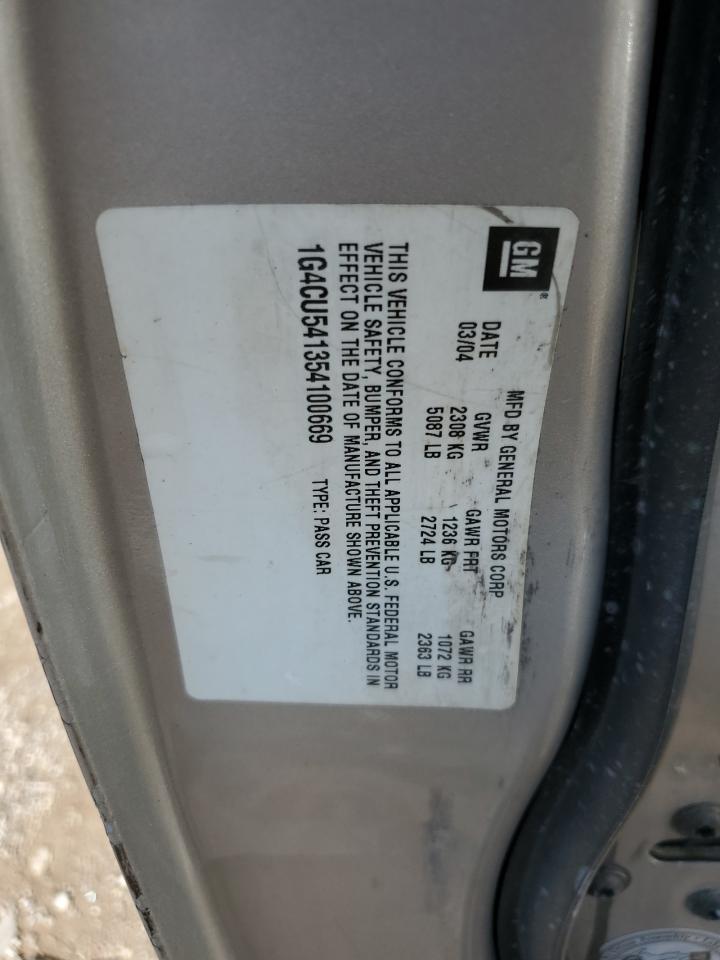 GM
MFD BY GENERAL MOTORS CORP
DATE GVWR GAWR FRT GAWR RR
03/04 2308 KG 1236 KG 1072 KG
5087 LB 2724 LB 2363 LB
THIS VEHICLE CONFORMS TO ALL APPLICABLE U.S. FEDERAL MOTOR
VEHICLE SAFETY, BUMPER, AND THEFT PREVENTION STANDARDS IN
EFFECT ON THE DATE OF MANUFACTURE SHOWN ABOVE.
1G4CU541354100669 TYPE: PASS CAR